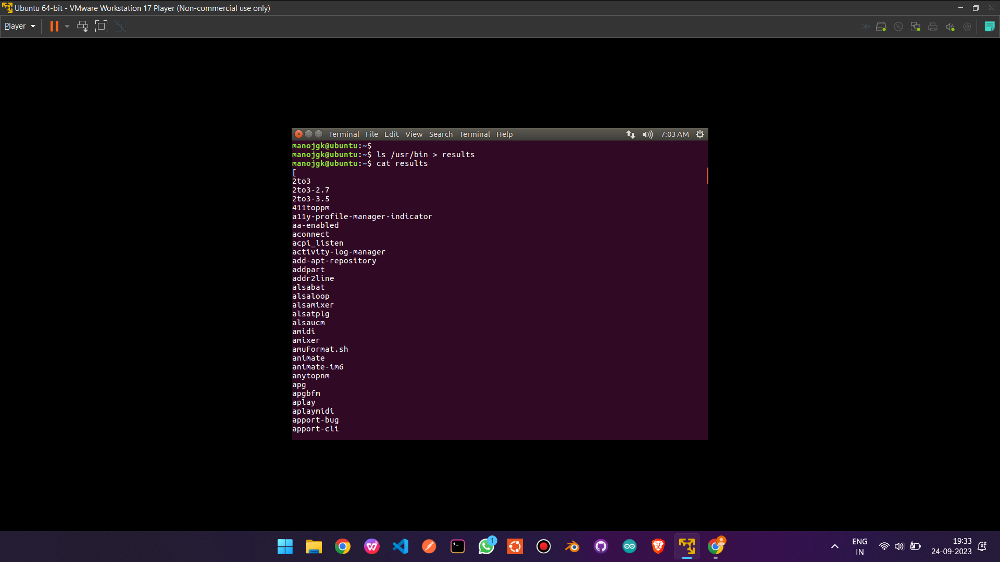 Ubuntu 64-bit - VMware Workstation 17 Player (Non-commercial use only)
Player
Terminal File Edit View Search Terminal Help 7:03 AM
manojgk@ubuntu:~$
manojgk@ubuntu:~$ ls /usr/bin > results
manojgk@ubuntu:~$ cat results
[
2to3
2to3-2.7
2to3-3.5
411toppm
a11y-profile-manager-indicator
aa-enabled
aconnect
acpi_listen
activity-log-manager
add-apt-repository
addpart
addr2line
alsabat
alsaloop
alsamixer
alsatplg
alsaucm
amidi
amixer
amuFormat.sh
animate
animate-im6
anytopnm
apg
apgbfm
aplay
aplaymidi
apport-bug
apport-cli
1
ENG
IN
19:33
24-09-2023